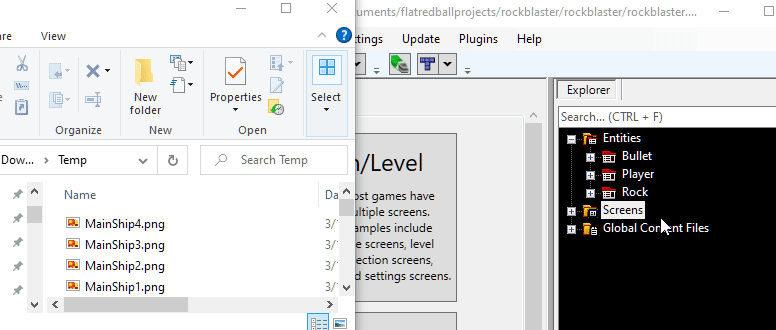 are
View
New
folder
Properties
Select
Organize
New
Open
Dow...
Temp
Search Temp
Name
MainShip4.png
3/
MainShip3.png
3/
MainShip2.png
3/
MainShip1.png
3/
uments/flatredballprojects/rockblaster/rockblaster/rockblaster....
ttings
Update
Plugins
Help
n/Level
ost games have
ultiple screens.
amples include
e screens, level
ection screens,
d settings screens.
Explorer
Search... (CTRL + F)
Entities
Bullet
Player
Rock
Screens
Global Content Files